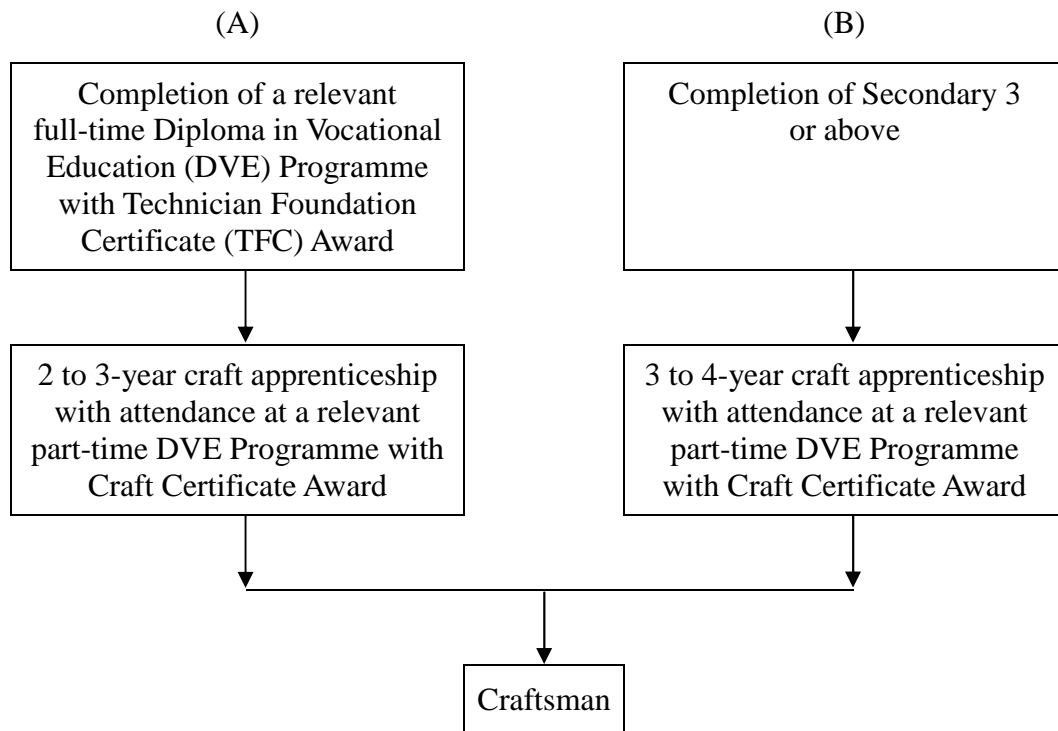 (A)
Completion of a relevant
full-time Diploma in Vocational
Education (DVE) Programme
with Technician Foundation
Certificate (TFC) Award
2 to 3-year craft apprenticeship
with attendance at a relevant
part-time DVE Programme with
Craft Certificate Award
(B)
Completion of Secondary 3
or above
3 to 4-year craft apprenticeship
with attendance at a relevant
part-time DVE Programme
with Craft Certificate Award
Craftsman